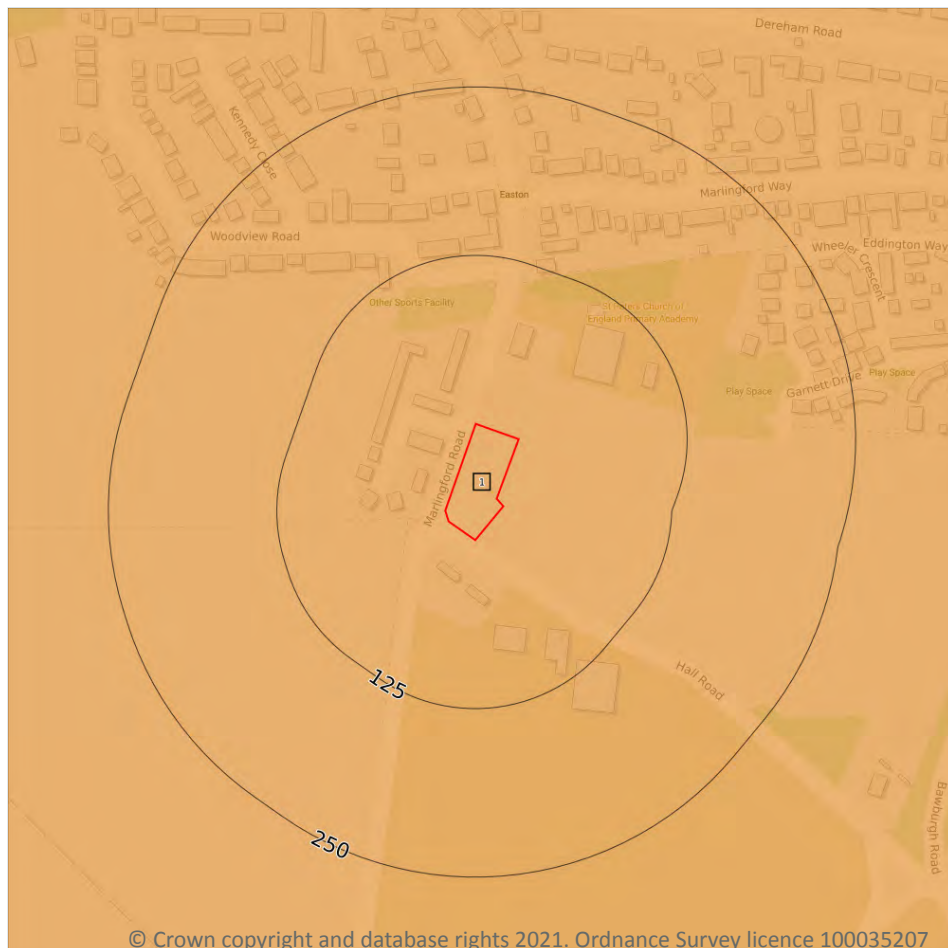 Dereham Road
Kennedy Close
Marlingford Way
Easton
Woodview Road
Wheeler Crescent
Eddington Way
Other Sports Facility
St Peters Church of
England Primary Academy
Play Space
Play Space
Garnett Drive
Marlingford Road
1
125
Hall Road
250
Bawburgh Road
© Crown copyright and database rights 2021. Ordnance Survey licence 100035207